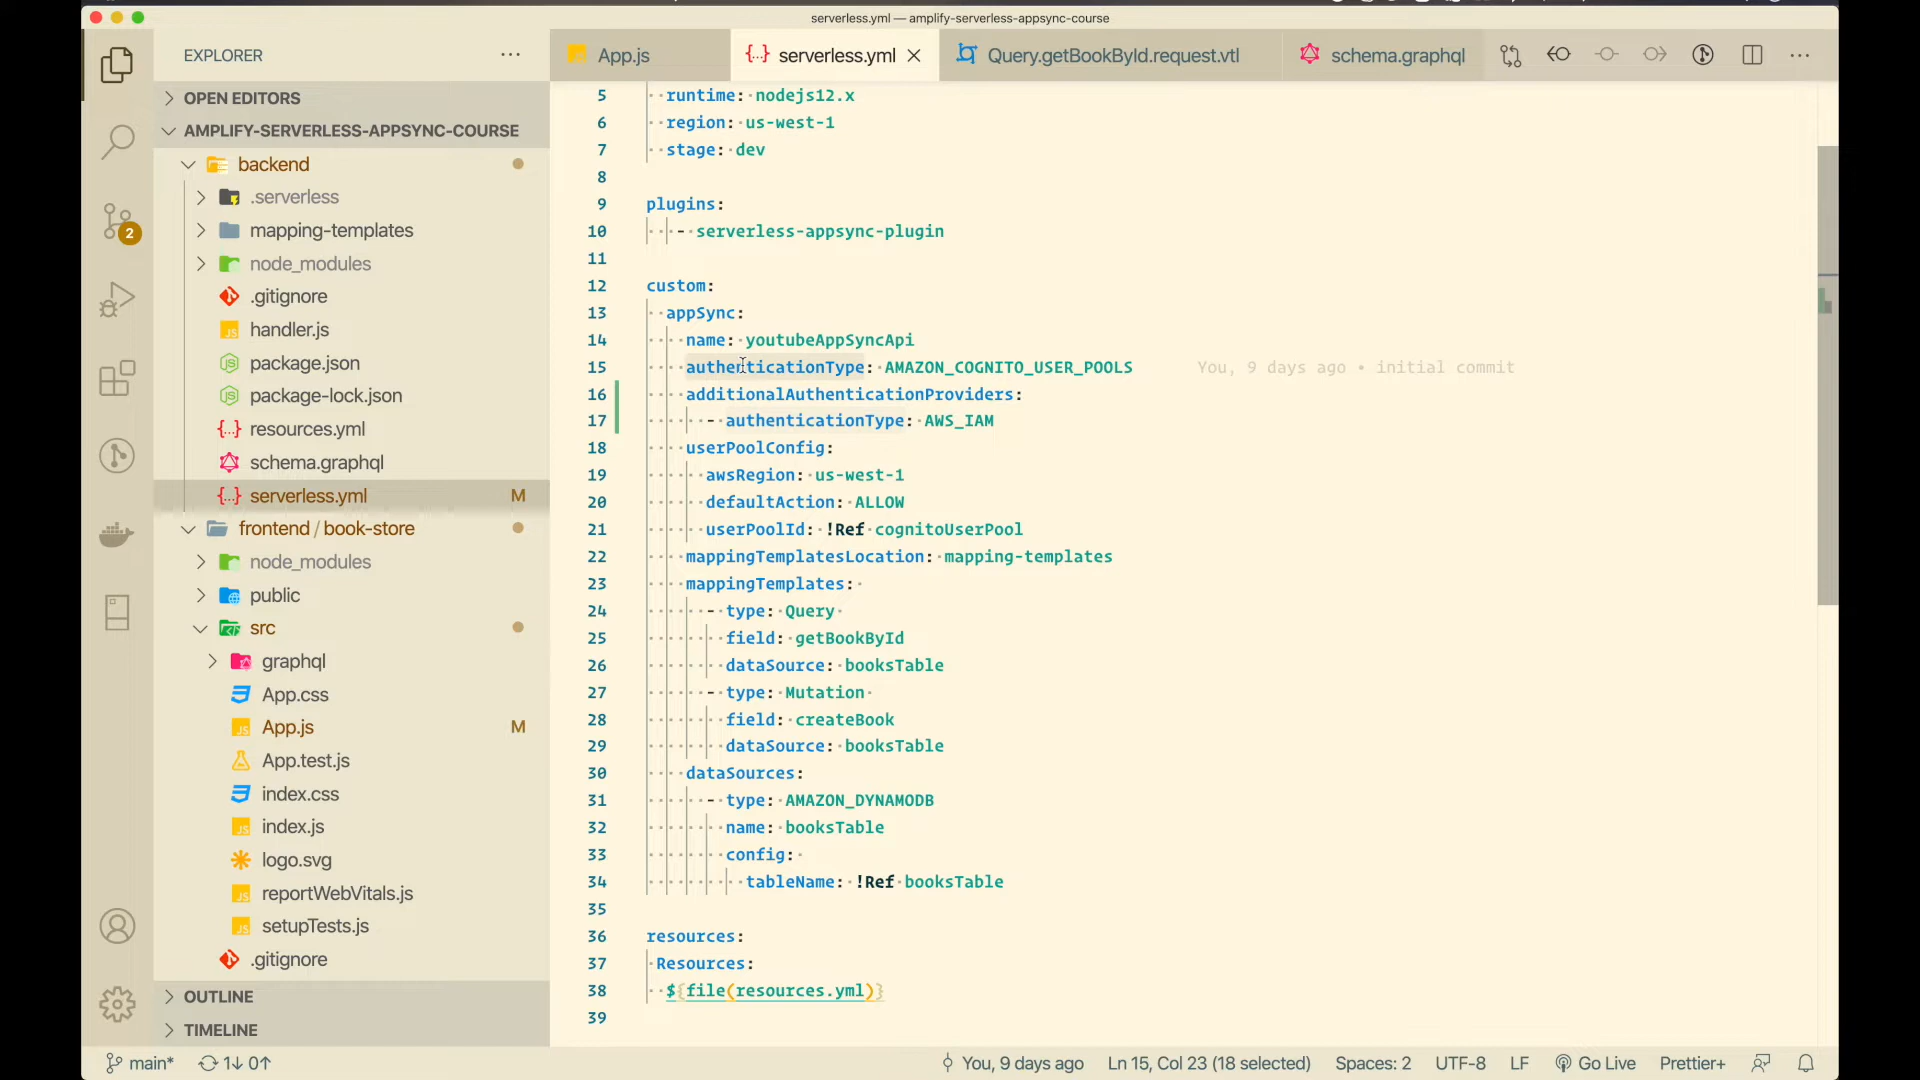 serverless.yml — amplify-serverless-appsync-course
EXPLORER
App.js
serverless.yml
Query.getBookById.request.vtl
schema.graphql
OPEN EDITORS
AMPLIFY-SERVERLESS-APPSYNC-COURSE
backend
.serverless
mapping-templates
node_modules
.gitignore
handler.js
package.json
package-lock.json
resources.yml
schema.graphql
serverless.yml M
frontend / book-store
node_modules
public
src
graphql
App.css
App.js M
App.test.js
index.css
index.js
logo.svg
reportWebVitals.js
setupTests.js
.gitignore
OUTLINE
TIMELINE
2
5 runtime: nodejs12.x
6 region: us-west-1
7 stage: dev
8
9 plugins:
10 - serverless-appsync-plugin
11
12 custom:
13 appSync:
14 name: youtubeAppSyncApi
15 authenticationType: AMAZON_COGNITO_USER_POOLS You, 9 days ago • initial commit
16 additionalAuthenticationProviders:
17 - authenticationType: AWS_IAM
18 userPoolConfig:
19 awsRegion: us-west-1
20 defaultAction: ALLOW
21 userPoolId: !Ref cognitoUserPool
22 mappingTemplatesLocation: mapping-templates
23 mappingTemplates:
24 - type: Query
25 field: getBookById
26 dataSource: booksTable
27 - type: Mutation
28 field: createBook
29 dataSource: booksTable
30 dataSources:
31 - type: AMAZON_DYNAMODB
32 name: booksTable
33 config:
34 tableName: !Ref booksTable
35
36 resources:
37 Resources:
38 ${file(resources.yml)}
39
main* 1↓ 0↑ You, 9 days ago Ln 15, Col 23 (18 selected) Spaces: 2 UTF-8 LF Go Live Prettier+